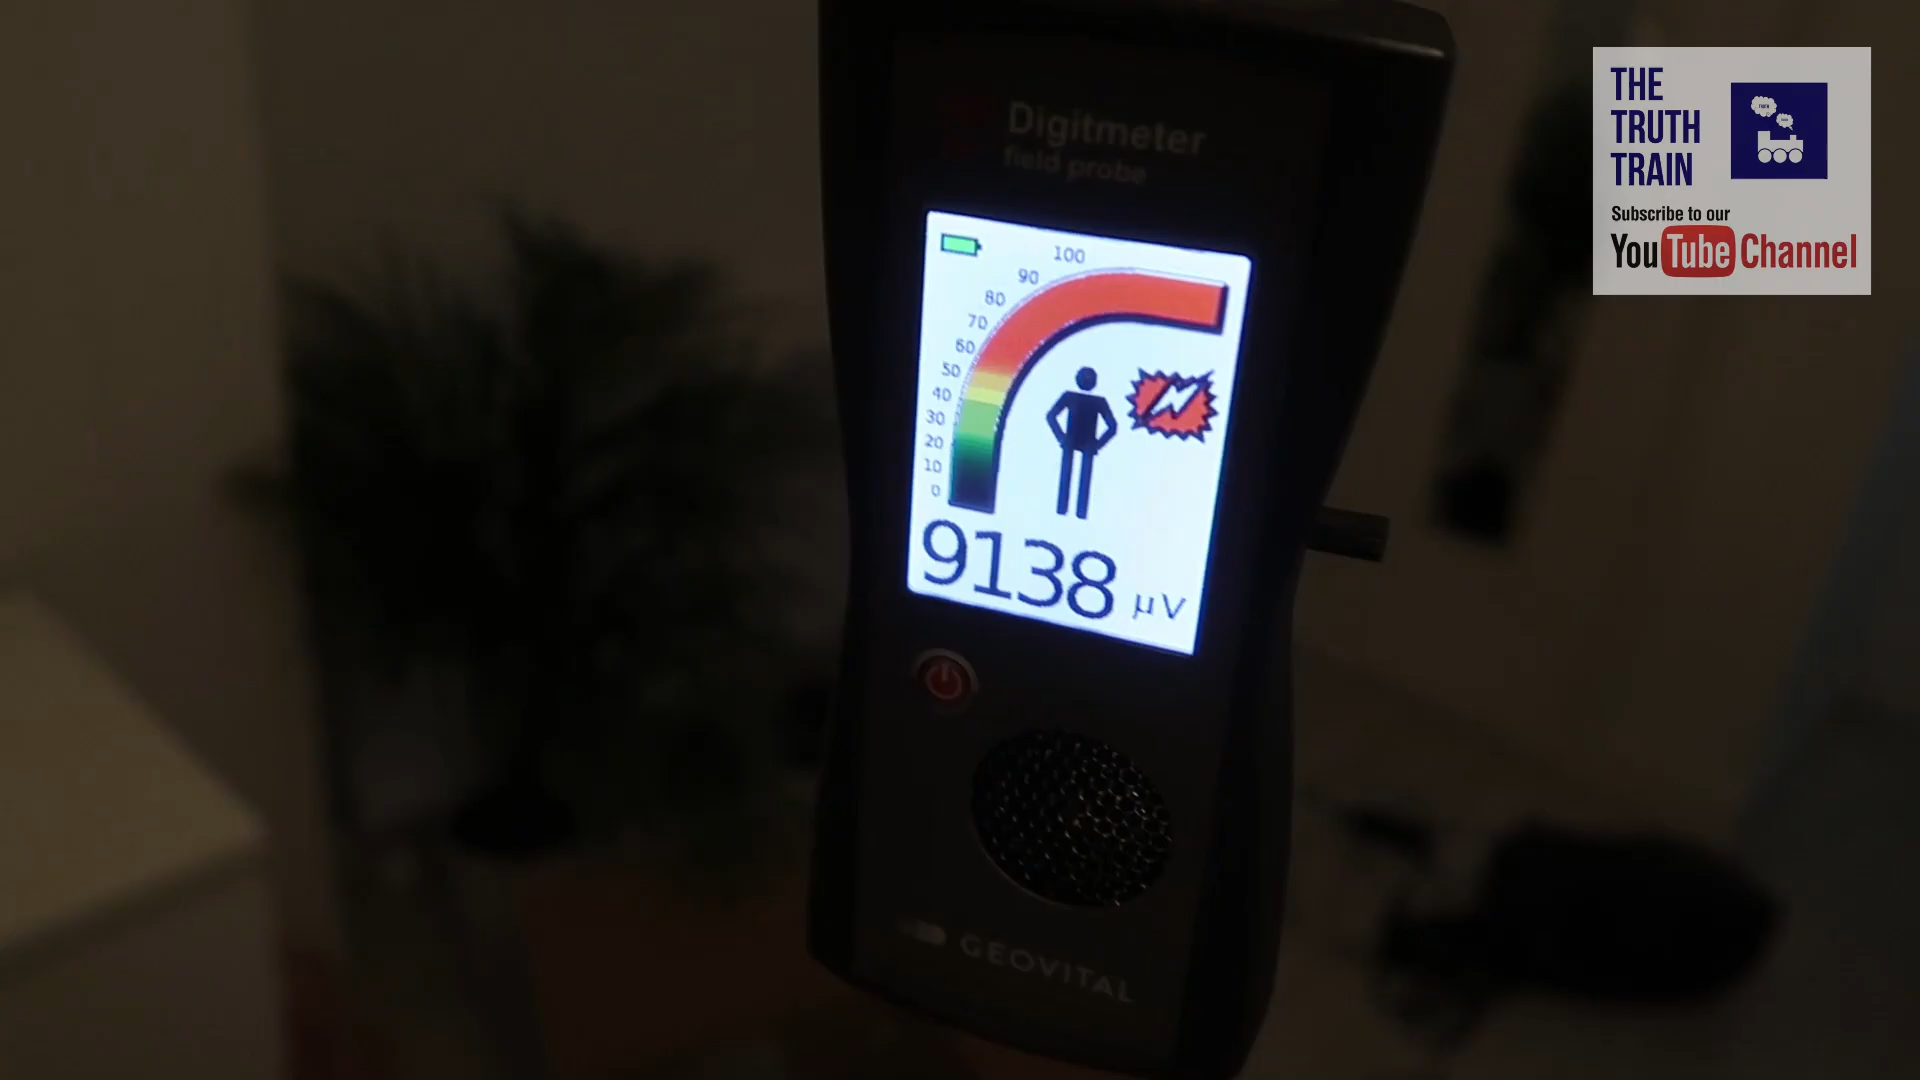 Digitmeter
field probe
100
90
80
70
60
50
40
30
20
10
0
9138 µV
GEOVITAL
THE
TRUTH
TRAIN
Subscribe to our
YouTube Channel